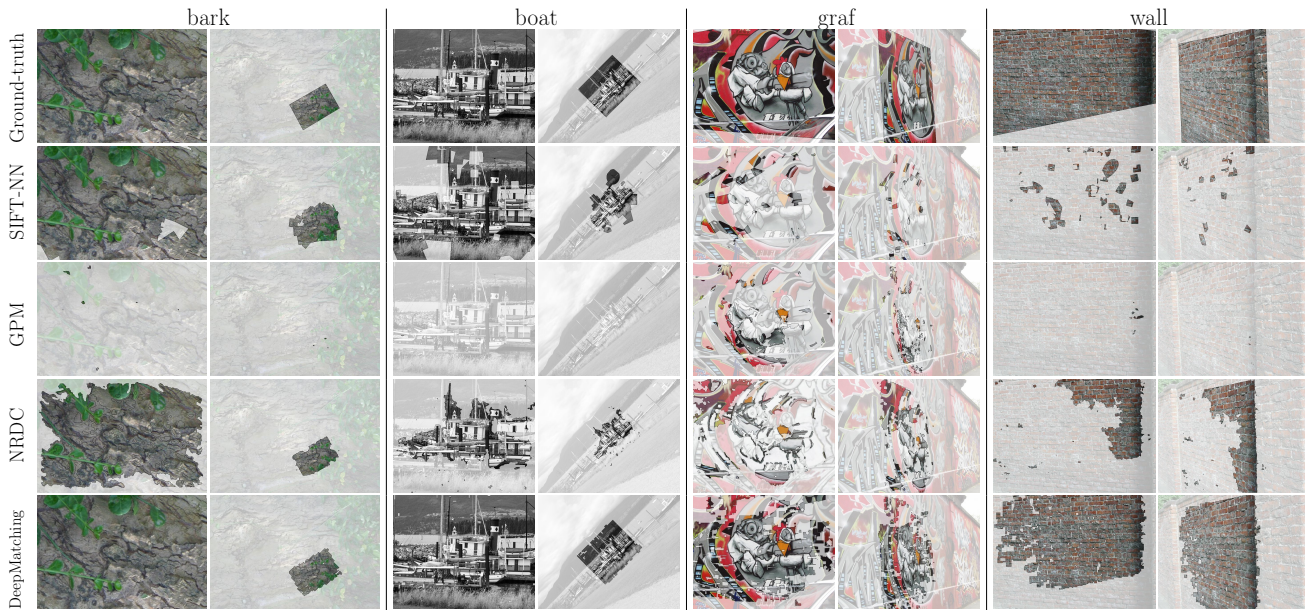 bark
boat
graf
wall
Ground-truth
SIFT-NN
GPM
NRDC
DeepMatching